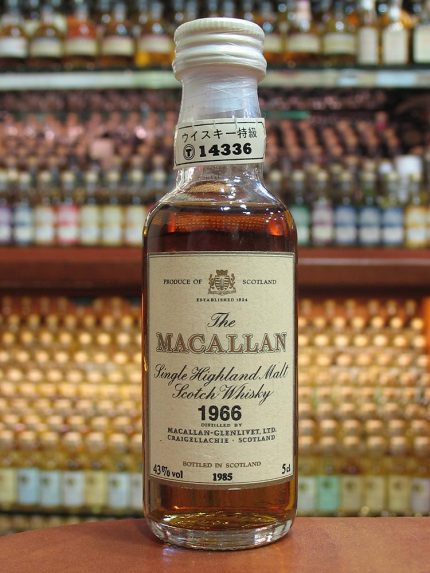 ウイスキー特級
Ⓣ 14336
PRODUCE OF SCOTLAND
ESTABLISHED 1824
The
MACALLAN
Single Highland Malt
Scotch Whisky
1966
DISTILLED BY
MACALLAN-GLENLIVET, LTD.
CRAIGELLACHIE · SCOTLAND
BOTTLED IN SCOTLAND
43% vol 1985 5cl